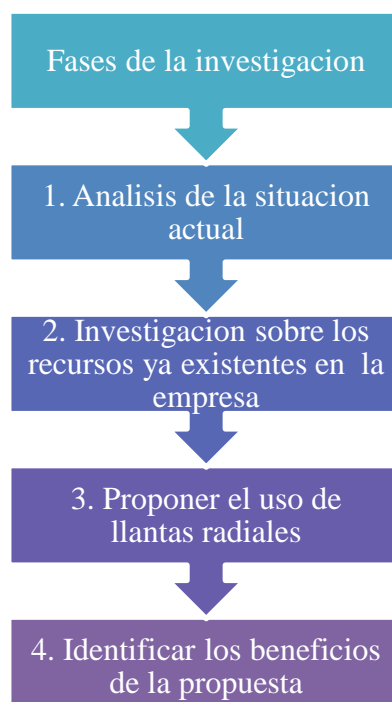 Fases de la investigacion
1. Analisis de la situacion
actual
2. Investigacion sobre los
recursos ya existentes en la
empresa
3. Proponer el uso de
llantas radiales
4. Identificar los beneficios
de la propuesta